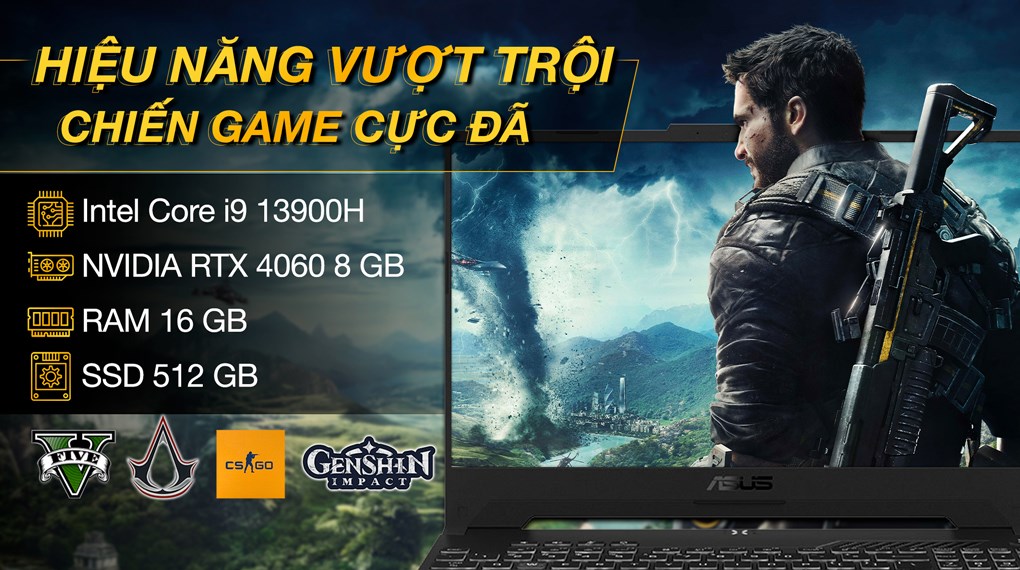 HIỆU NĂNG VƯỢT TRỘI
CHIẾN GAME CỰC ĐÃ
Intel Core i9 13900H
NVIDIA RTX 4060 8 GB
RAM 16 GB
SSD 512 GB
V FIVE
CS GO
GENSHIN
IMPACT
ASUS